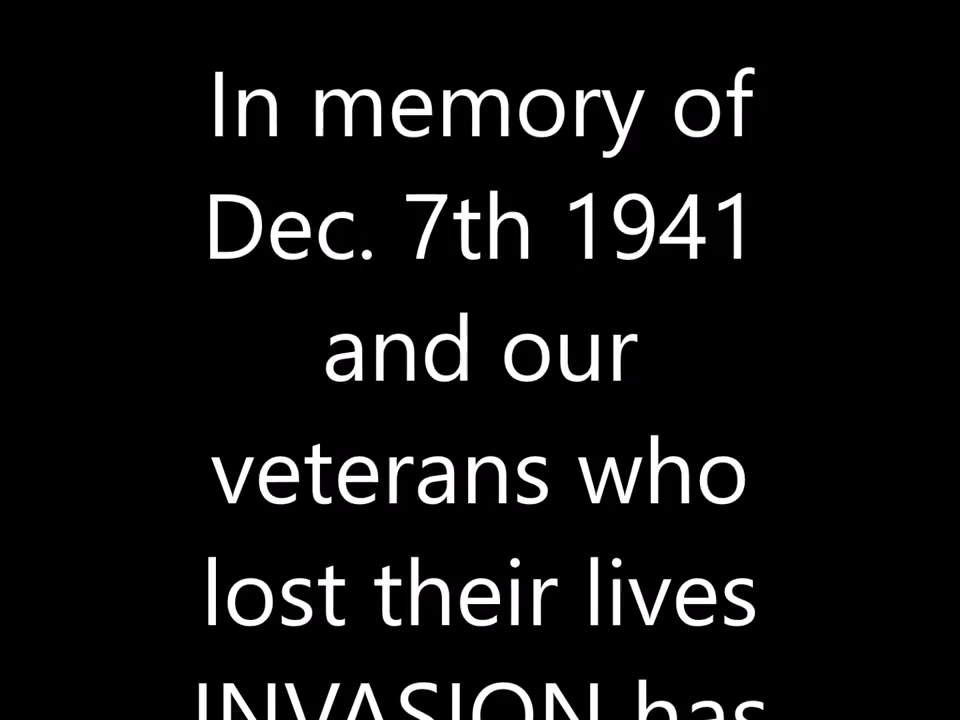 In memory of
Dec. 7th 1941
and our
veterans who
lost their lives
INVASION has